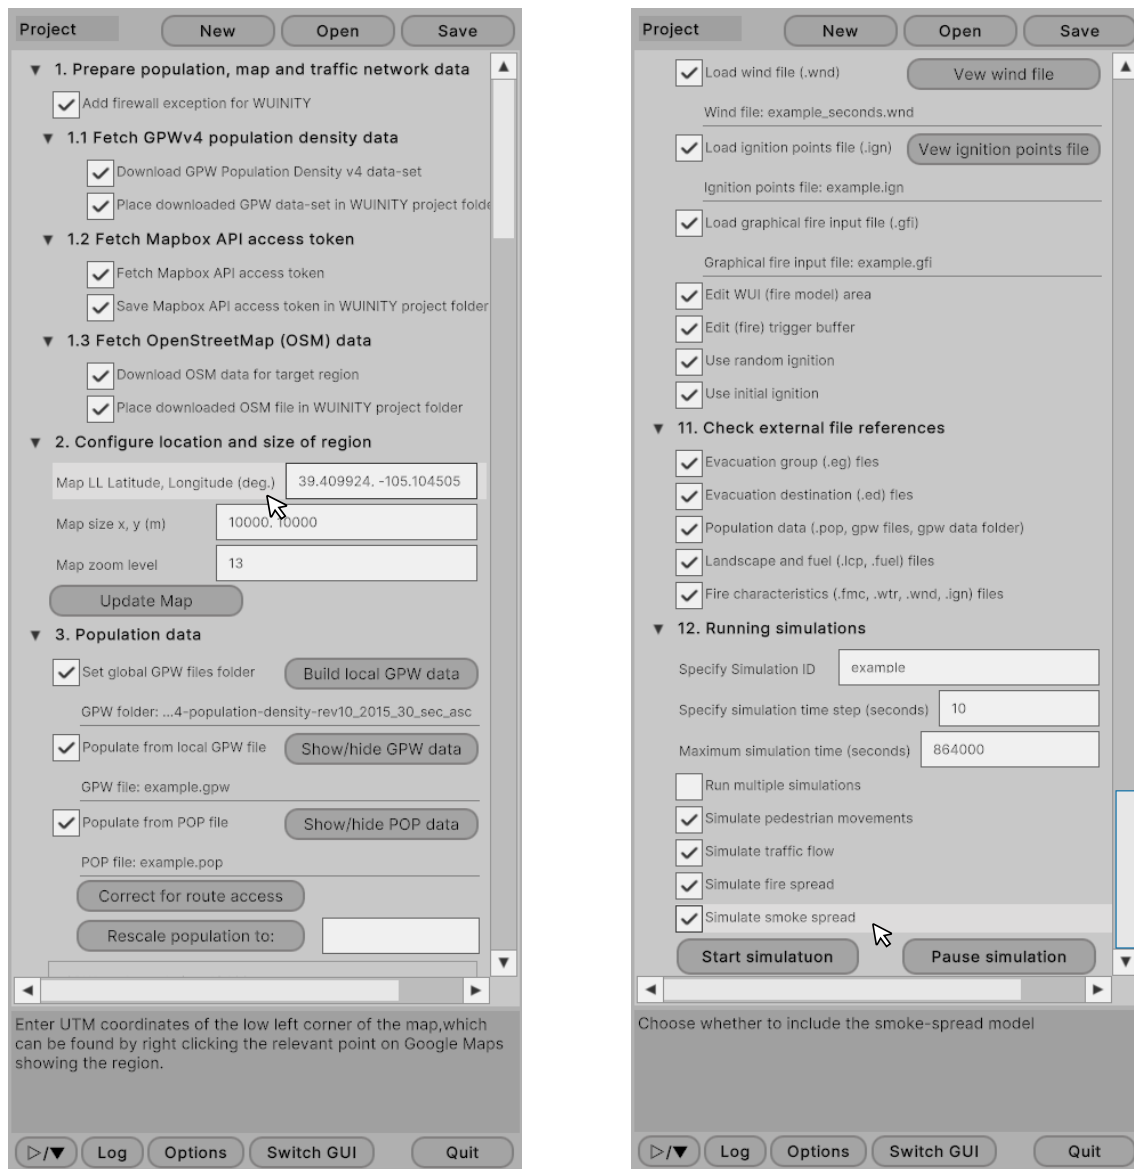 Project New Open Save
1. Prepare population, map and traffic network data
Add firewall exception for WUINITY
1.1 Fetch GPWv4 population density data
Download GPW Population Density v4 data-set
Place downloaded GPW data-set in WUINITY project folde
1.2 Fetch Mapbox API access token
Fetch Mapbox API access token
Save Mapbox API access token in WUINITY project folder
1.3 Fetch OpenStreetMap (OSM) data
Download OSM data for target region
Place downloaded OSM file in WUINITY project folder
2. Configure location and size of region
Map LL Latitude, Longitude (deg.) 39.409924. -105.104505
Map size x, y (m) 10000. 10000
Map zoom level 13
Update Map
3. Population data
Set global GPW files folder Build local GPW data
GPW folder: ...4-population-density-rev10_2015_30_sec_asc
Populate from local GPW file Show/hide GPW data
GPW file: example.gpw
Populate from POP file Show/hide POP data
POP file: example.pop
Correct for route access
Rescale population to:
Enter UTM coordinates of the low left corner of the map,which
can be found by right clicking the relevant point on Google Maps
showing the region.
▷/▼ Log Options Switch GUI Quit
Project New Open Save
Load wind file (.wnd) Vew wind file
Wind file: example_seconds.wnd
Load ignition points file (.ign) Vew ignition points file
Ignition points file: example.ign
Load graphical fire input file (.gfi)
Graphical fire input file: example.gfi
Edit WUI (fire model) area
Edit (fire) trigger buffer
Use random ignition
Use initial ignition
11. Check external file references
Evacuation group (.eg) fles
Evacuation destination (.ed) fles
Population data (.pop, gpw files, gpw data folder)
Landscape and fuel (.lcp, .fuel) files
Fire characteristics (.fmc, .wtr, .wnd, .ign) files
12. Running simulations
Specify Simulation ID example
Specify simulation time step (seconds) 10
Maximum simulation time (seconds) 864000
Run multiple simulations
Simulate pedestrian movements
Simulate traffic flow
Simulate fire spread
Simulate smoke spread
Start simulatuon Pause simulation
Choose whether to include the smoke-spread model
▷/▼ Log Options Switch GUI Quit